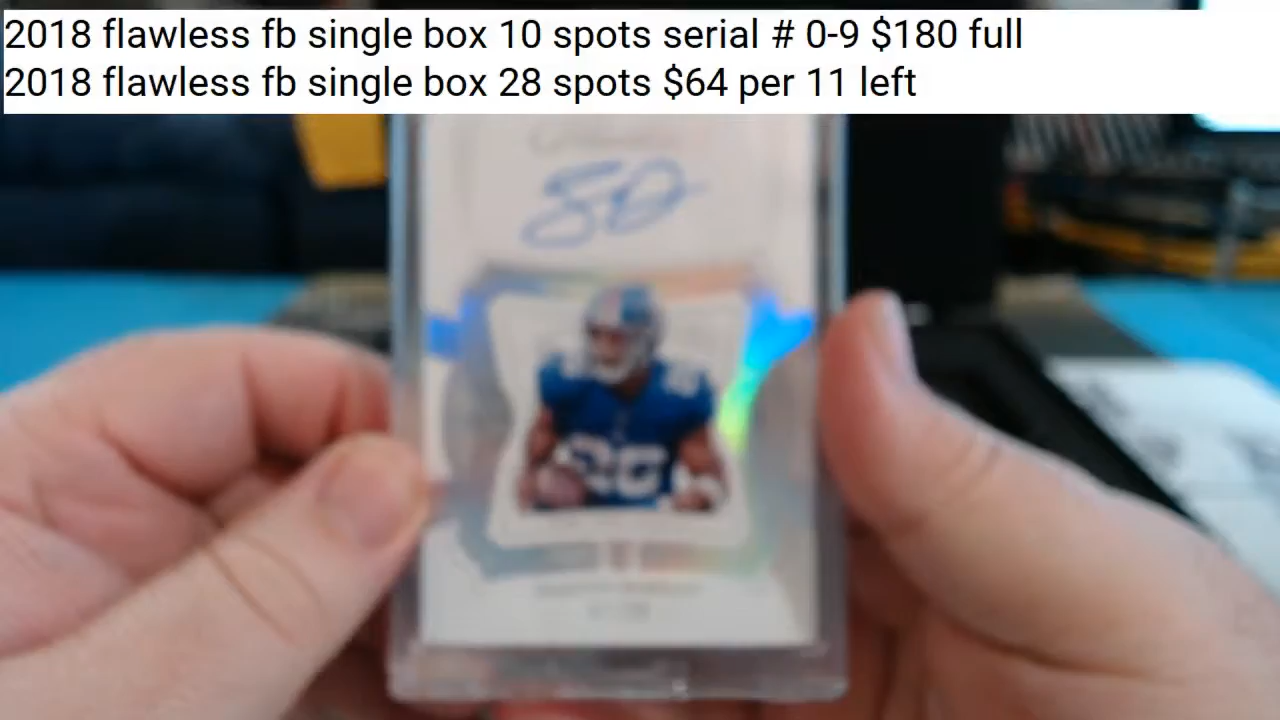 2018 flawless fb single box 10 spots serial # 0-9 $180 full
2018 flawless fb single box 28 spots $64 per 11 left